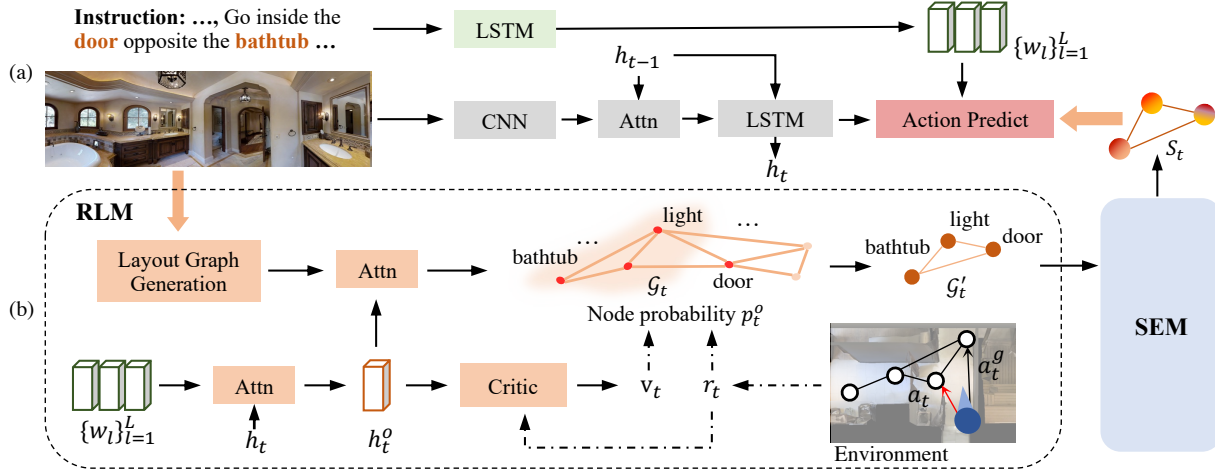 Instruction: ..., Go inside the
door opposite the bathtub ...
LSTM
{w_l}_{l=1}^L
(a)
h_{t-1}
CNN
Attn
LSTM
Action Predict
S_t
h_t
RLM
Layout Graph
Generation
Attn
bathtub
...
light
...
door
G_t
Node probability p_t^o
bathtub
light
door
G_t'
SEM
(b)
{w_l}_{l=1}^L
Attn
h_t
h_t^o
Critic
v_t
r_t
a_t
a_t^g
Environment